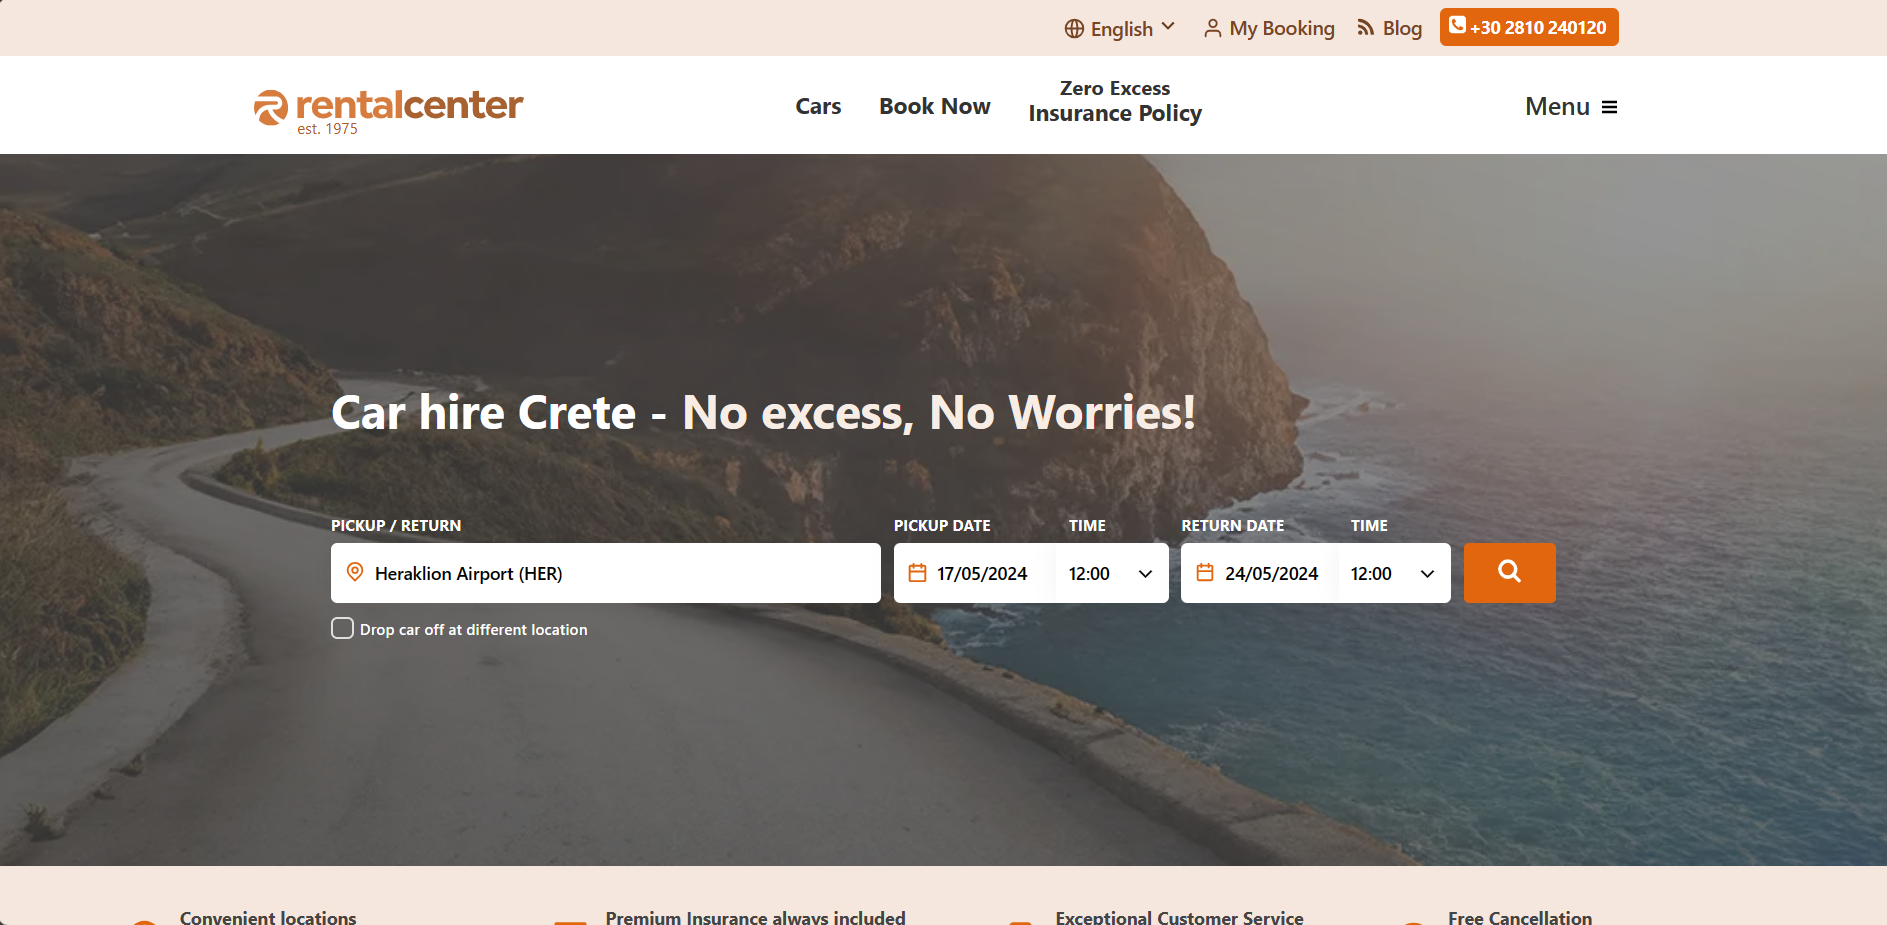 English
My Booking
Blog
+30 2810 240120
rentalcenter
est. 1975
Cars
Book Now
Zero Excess
Insurance Policy
Menu
Car hire Crete - No excess, No Worries!
PICKUP / RETURN
PICKUP DATE
TIME
RETURN DATE
TIME
Heraklion Airport (HER)
17/05/2024
12:00
24/05/2024
12:00
Drop car off at different location
Convenient locations
Premium Insurance always included
Exceptional Customer Service
Free Cancellation